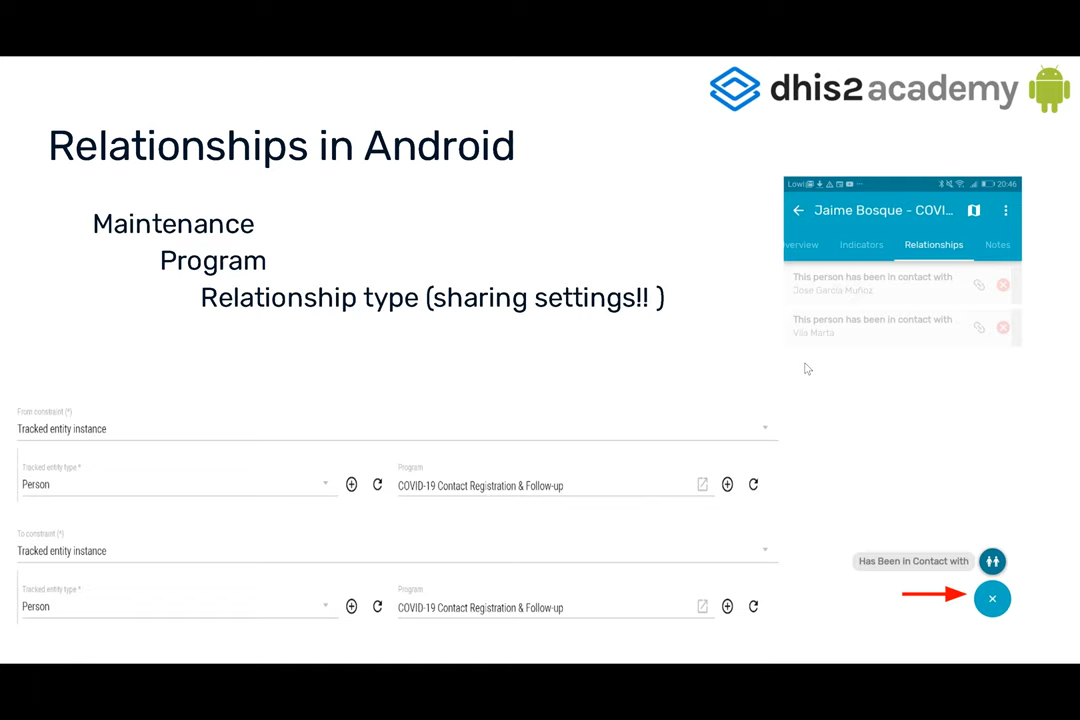 dhis2 academy
Relationships in Android
Maintenance
Program
Relationship type (sharing settings!! )
Lowi 20:46
Jaime Bosque - COVI...
verview Indicators Relationships Notes
This person has been in contact with
Jose Garcia Muñoz
This person has been in contact with
Vila Marta
From constraint (*)
Tracked entity instance
Tracked entity type * Program
Person COVID-19 Contact Registration & Follow-up
To constraint (*)
Tracked entity instance
Tracked entity type * Program
Person COVID-19 Contact Registration & Follow-up
Has Been in Contact with